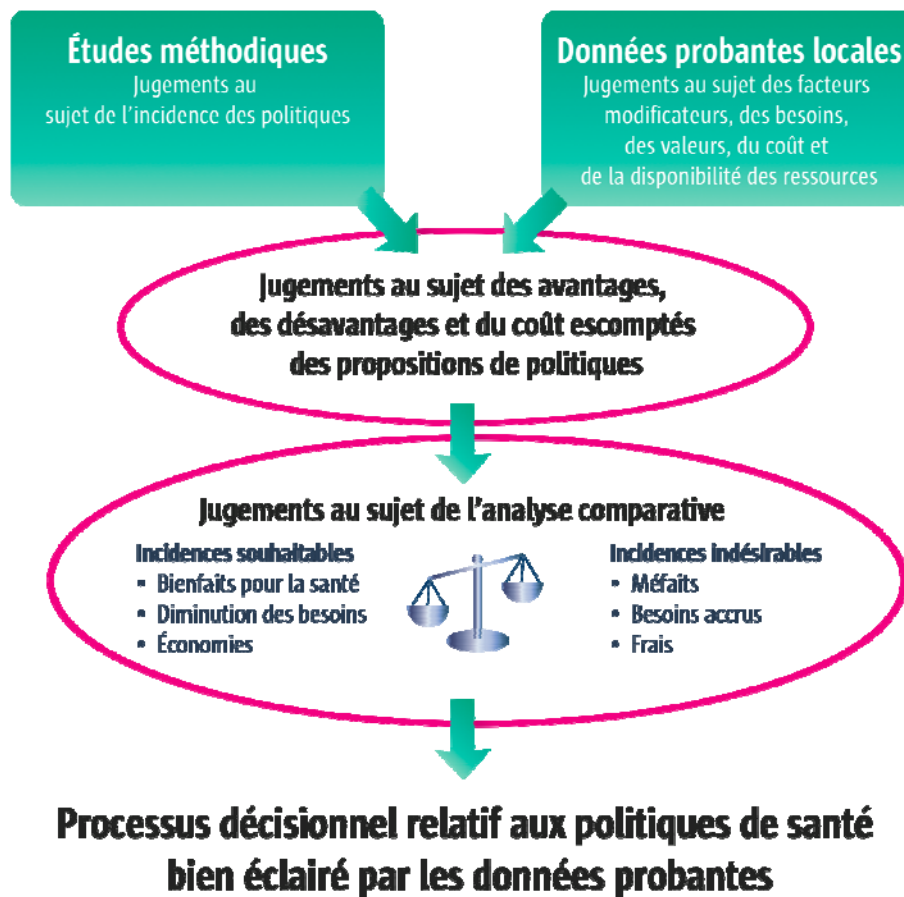 Études méthodiques
Jugements au
sujet de l'incidence des politiques
Données probantes locales
Jugements au sujet des facteurs
modificateurs, des besoins,
des valeurs, du coût et
de la disponibilité des ressources
Jugements au sujet des avantages,
des désavantages et du coût escomptés
des propositions de politiques
Jugements au sujet de l'analyse comparative
Incidences souhaitables
• Bienfaits pour la santé
• Diminution des besoins
• Économies
Incidences indésirables
• Méfaits
• Besoins accrus
• Frais
Processus décisionnel relatif aux politiques de santé
bien éclairé par les données probantes